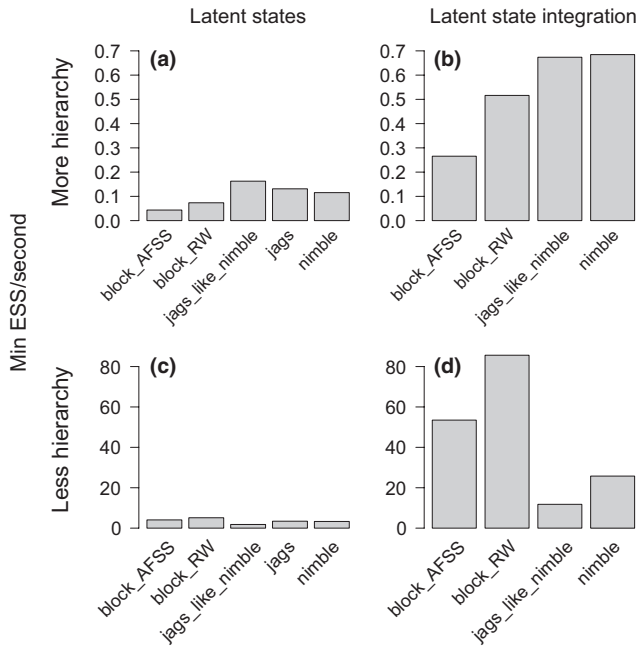 Latent states
Latent state integration
Min ESS/second
More hierarchy
(a)
0.7
0.6
0.5
0.4
0.3
0.2
0.1
0.0
block_AFSS
block_RW
jags_like_nimble
jags
nimble
(b)
0.7
0.6
0.5
0.4
0.3
0.2
0.1
0.0
block_AFSS
block_RW
jags_like_nimble
nimble
Less hierarchy
(c)
80
60
40
20
0
block_AFSS
block_RW
jags_like_nimble
jags
nimble
(d)
80
60
40
20
0
block_AFSS
block_RW
jags_like_nimble
nimble